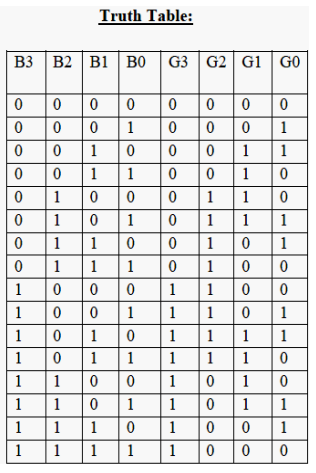 Truth Table:
B3 B2 B1 B0 G3 G2 G1 G0
0 0 0 0 0 0 0 0
0 0 0 1 0 0 0 1
0 0 1 0 0 0 1 1
0 0 1 1 0 0 1 0
0 1 0 0 0 1 1 0
0 1 0 1 0 1 1 1
0 1 1 0 0 1 0 1
0 1 1 1 0 1 0 0
1 0 0 0 1 1 0 0
1 0 0 1 1 1 0 1
1 0 1 0 1 1 1 1
1 0 1 1 1 1 1 0
1 1 0 0 1 0 1 0
1 1 0 1 1 0 1 1
1 1 1 0 1 0 0 1
1 1 1 1 1 0 0 0